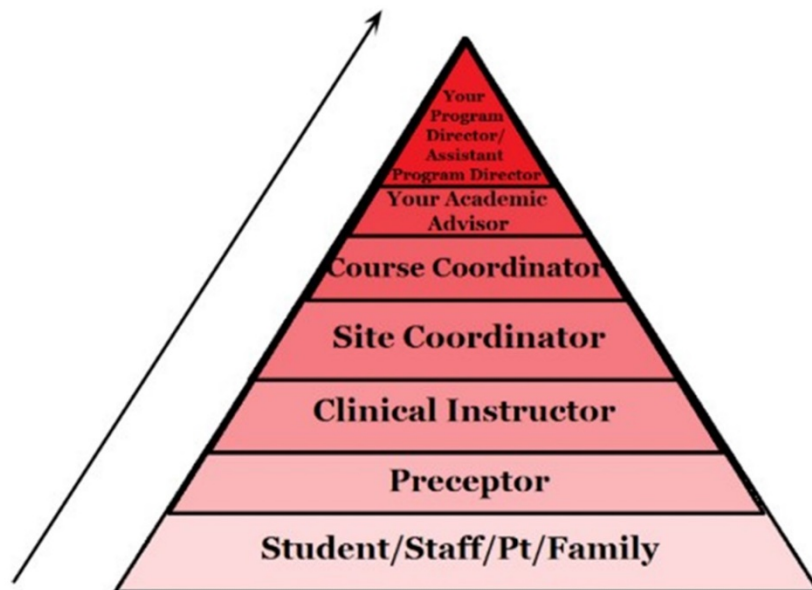 Your
Program
Director/
Assistant
Program Director
Your Academic
Advisor
Course Coordinator
Site Coordinator
Clinical Instructor
Preceptor
Student/Staff/Pt/Family